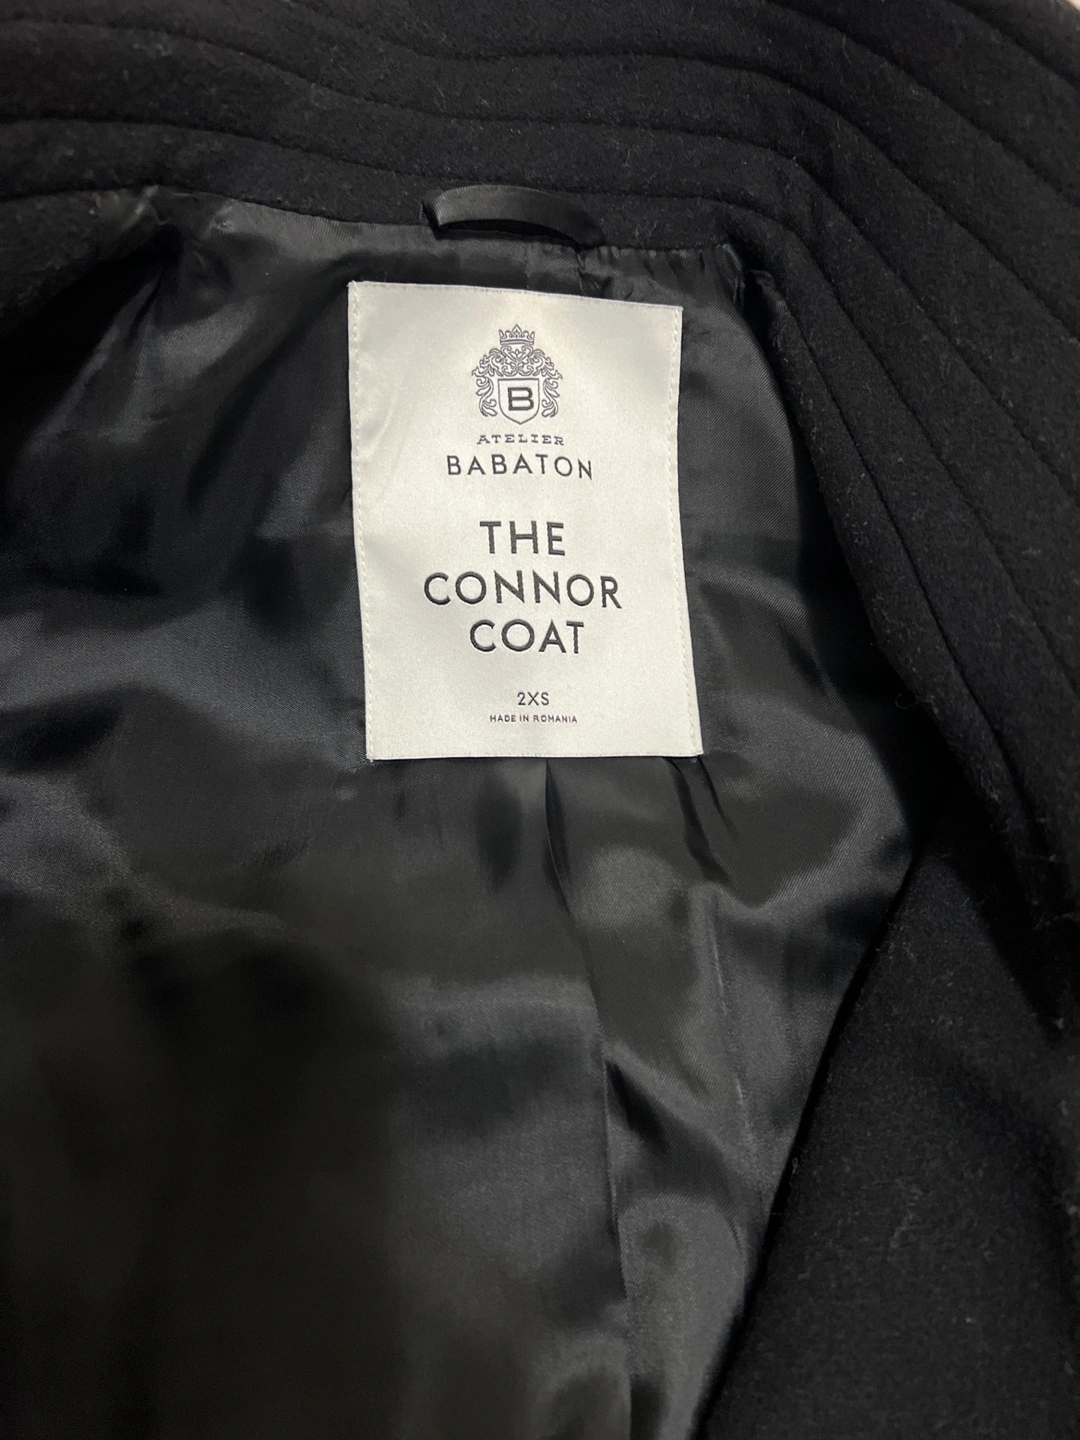 B
ATELIER
BABATON
THE
CONNOR
COAT
2XS
MADE IN ROMANIA